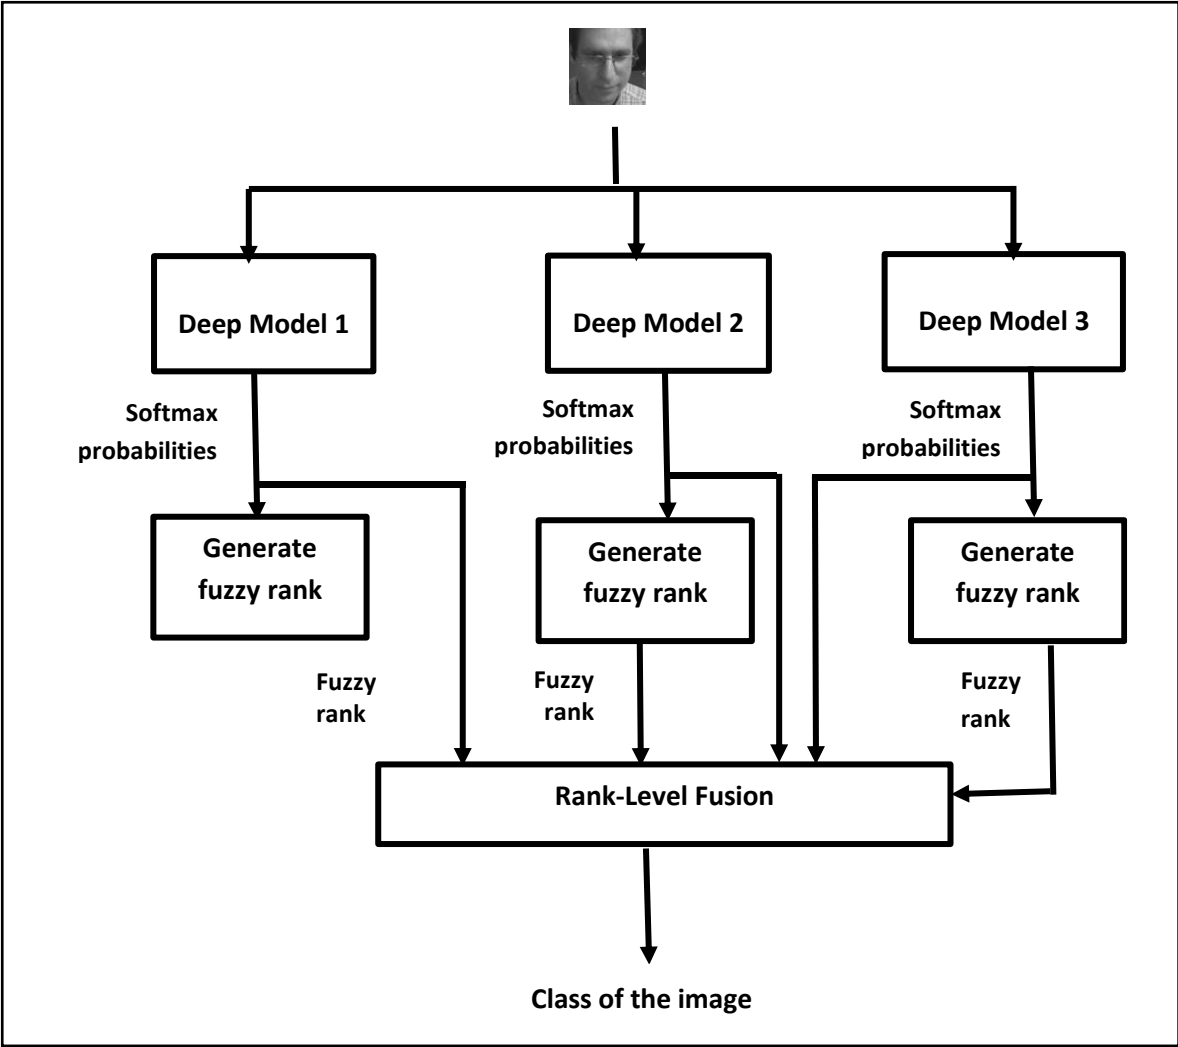 Deep Model 1
Deep Model 2
Deep Model 3
Softmax
probabilities
Softmax
probabilities
Softmax
probabilities
Generate
fuzzy rank
Generate
fuzzy rank
Generate
fuzzy rank
Fuzzy
rank
Fuzzy
rank
Fuzzy
rank
Rank-Level Fusion
Class of the image